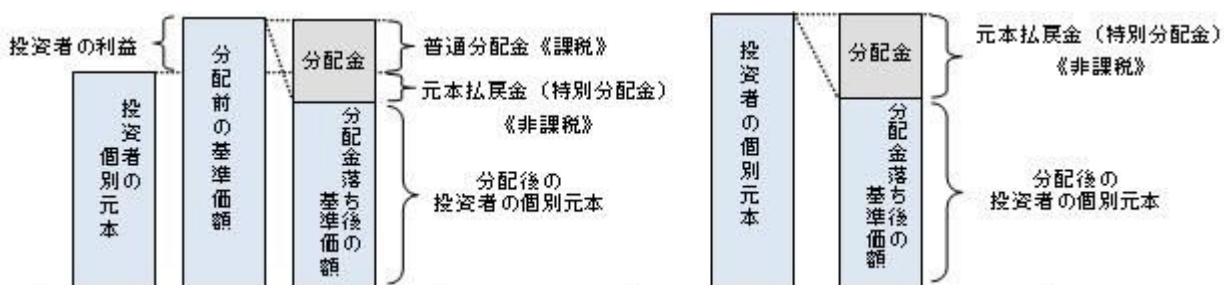 投資者の利益
投資者の
個別元本
分配前の基準価額
分配金
分配金落ち後の
基準価額
普通分配金《課税》
元本払戻金（特別分配金）
《非課税》
分配後の
投資者の個別元本
投資者の個別元本
分配金
分配金落ち後の
基準価額
元本払戻金（特別分配金）
《非課税》
分配後の
投資者の個別元本